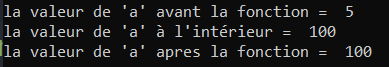 la valeur de 'a' avant la fonction =  5
la valeur de 'a' à l'intérieur =  100
la valeur de 'a' apres la fonction =  100